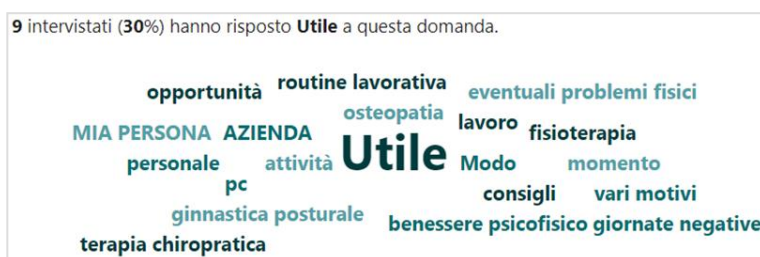 9 intervistati (30%) hanno risposto Utile a questa domanda.
opportunità routine lavorativa eventuali problemi fisici
osteopatia lavoro
MIA PERSONA AZIENDA fisioterapia
personale attività Utile Modo momento
pc consigli vari motivi
ginnastica posturale benessere psicofisico giornate negative
terapia chiropratica